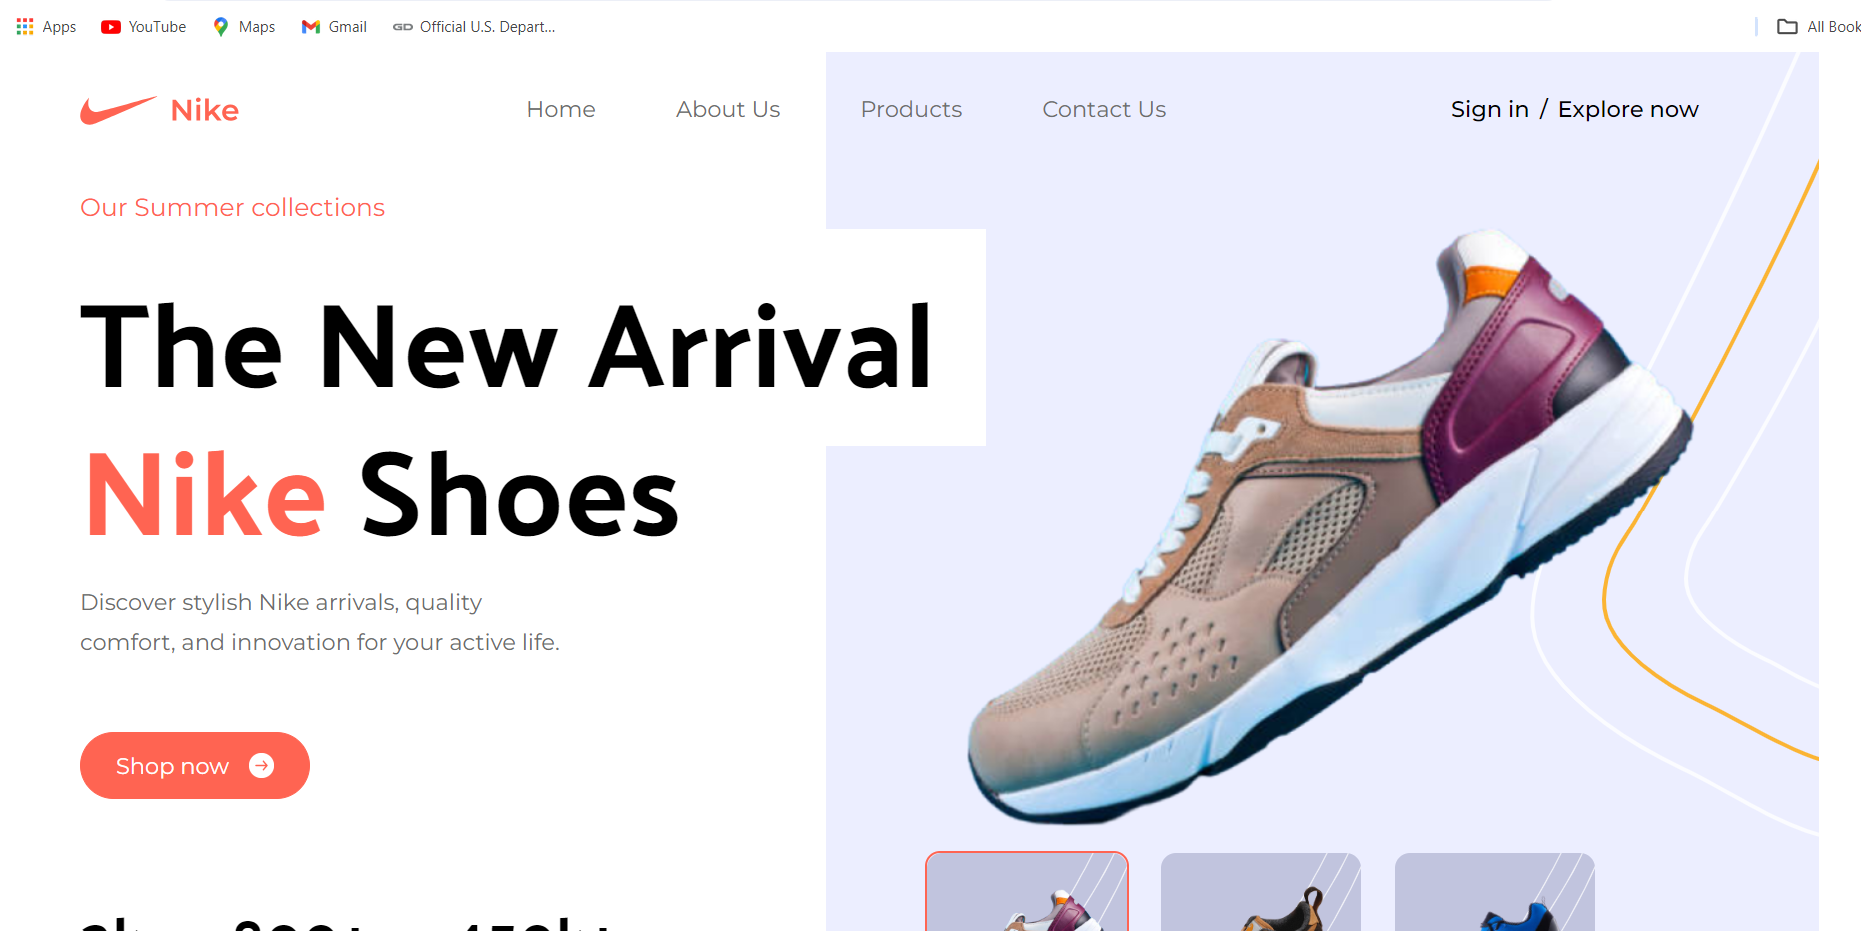 Apps YouTube Maps Gmail GD Official U.S. Depart... All Book
Nike Home About Us Products Contact Us Sign in / Explore now
Our Summer collections
The New Arrival
Nike Shoes
Discover stylish Nike arrivals, quality
comfort, and innovation for your active life.
Shop now